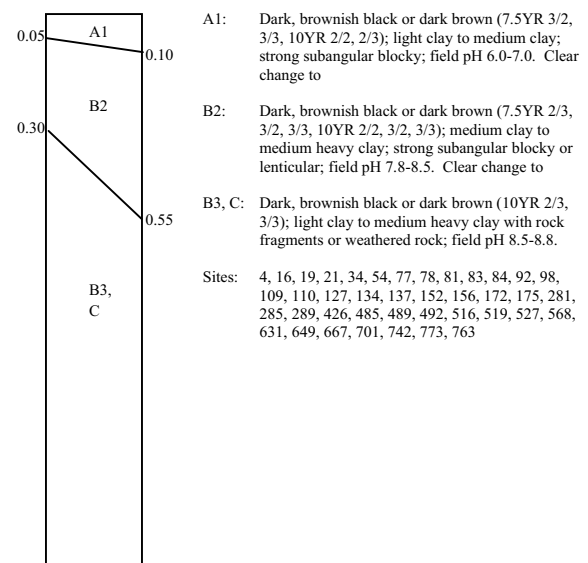 0.05
A1
0.10
B2
0.30
0.55
B3,
C
A1: Dark, brownish black or dark brown (7.5YR 3/2,
3/3, 10YR 2/2, 2/3); light clay to medium clay;
strong subangular blocky; field pH 6.0-7.0. Clear
change to
B2: Dark, brownish black or dark brown (7.5YR 2/3,
3/2, 3/3, 10YR 2/2, 3/2, 3/3); medium clay to
medium heavy clay; strong subangular blocky or
lenticular; field pH 7.8-8.5. Clear change to
B3, C: Dark, brownish black or dark brown (10YR 2/3,
3/3); light clay to medium heavy clay with rock
fragments or weathered rock; field pH 8.5-8.8.
Sites: 4, 16, 19, 21, 34, 54, 77, 78, 81, 83, 84, 92, 98,
109, 110, 127, 134, 137, 152, 156, 172, 175, 281,
285, 289, 426, 485, 489, 492, 516, 519, 527, 568,
631, 649, 667, 701, 742, 773, 763